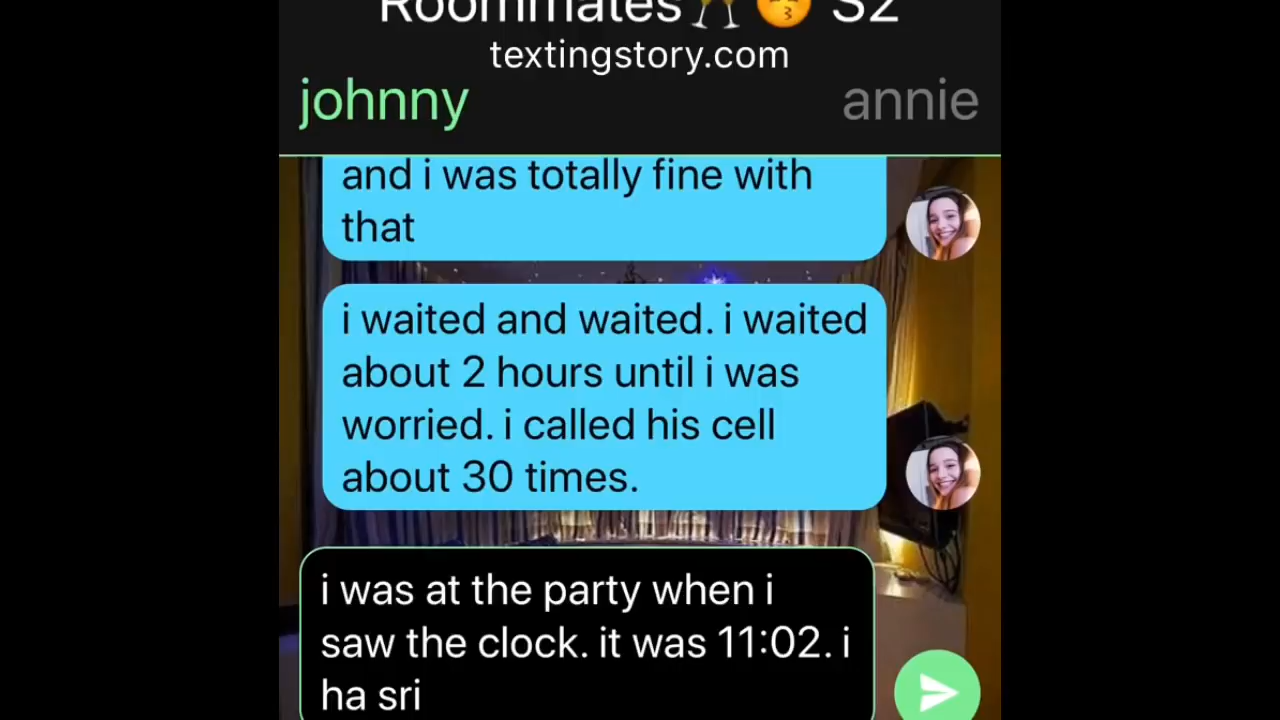 Roommates🥂😚 S2
textingstory.com
johnny annie
and i was totally fine with
that
i waited and waited. i waited
about 2 hours until i was
worried. i called his cell
about 30 times.
i was at the party when i
saw the clock. it was 11:02. i
ha sri